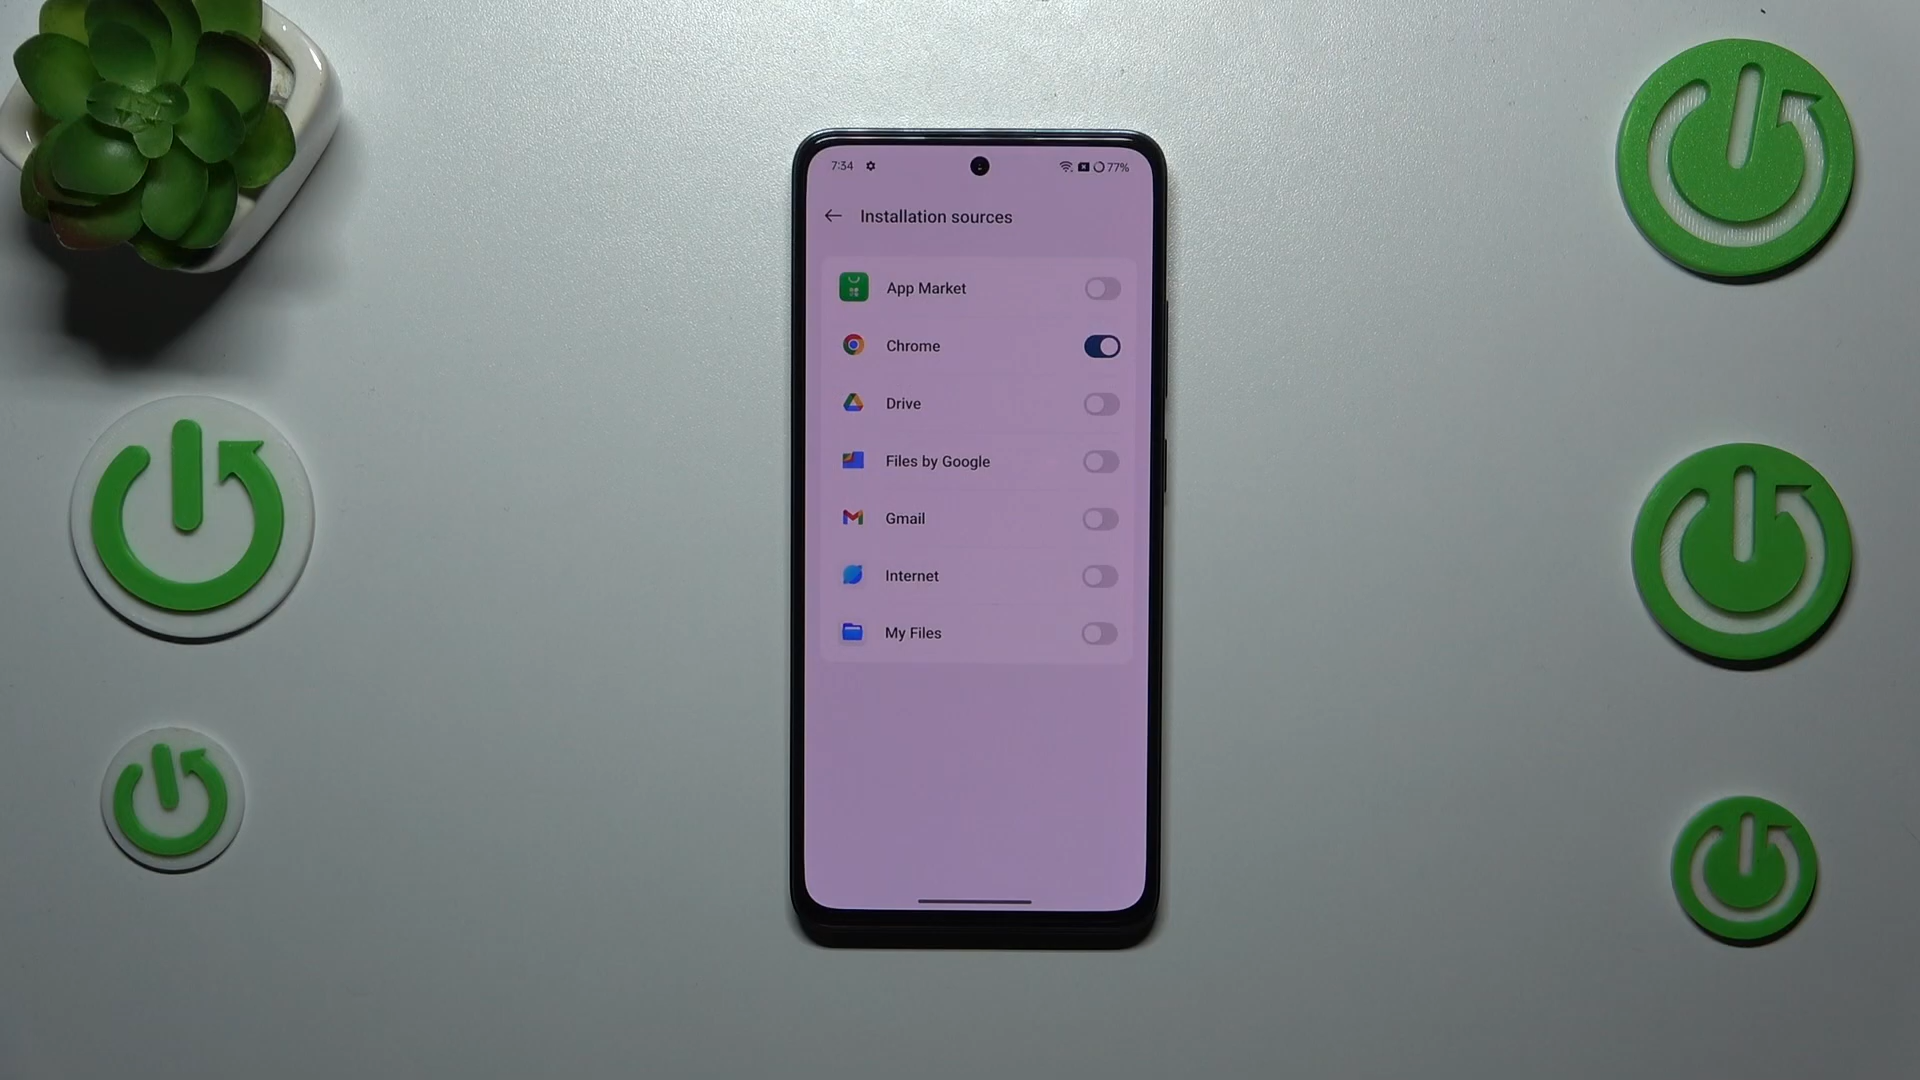 7:34 77%
Installation sources
App Market
Chrome
Drive
Files by Google
Gmail
Internet
My Files